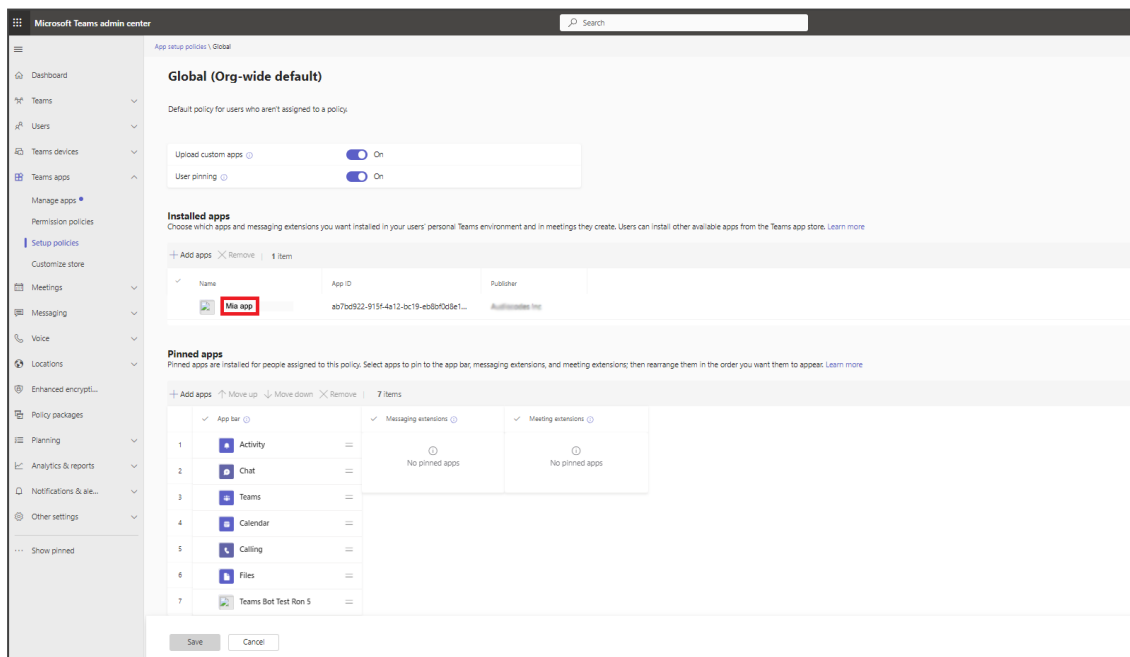 Microsoft Teams admin center
Search
App setup policies \ Global
Dashboard
Teams
Users
Teams devices
Teams apps
Manage apps
Permission policies
Setup policies
Customize store
Meetings
Messaging
Voice
Locations
Enhanced encrypti...
Policy packages
Planning
Analytics & reports
Notifications & ale...
Other settings
Show pinned
Global (Org-wide default)
Default policy for users who aren't assigned to a policy.
Upload custom apps On
User pinning On
Installed apps
Choose which apps and messaging extensions you want installed in your users' personal Teams environment and in meetings they create. Users can install other available apps from the Teams app store. Learn more
Add apps Remove 1 item
Name App ID Publisher
Mia app ab7bd922-915f-4a12-bc19-eb8bf0d8e1...
Pinned apps
Pinned apps are installed for people assigned to this policy. Select apps to pin to the app bar, messaging extensions, and meeting extensions; then rearrange them in the order you want them to appear. Learn more
Add apps Move up Move down Remove 7 items
App bar Messaging extensions Meeting extensions
1 Activity
No pinned apps No pinned apps
2 Chat
3 Teams
4 Calendar
5 Calling
6 Files
7 Teams Bot Test Ron 5
Save Cancel